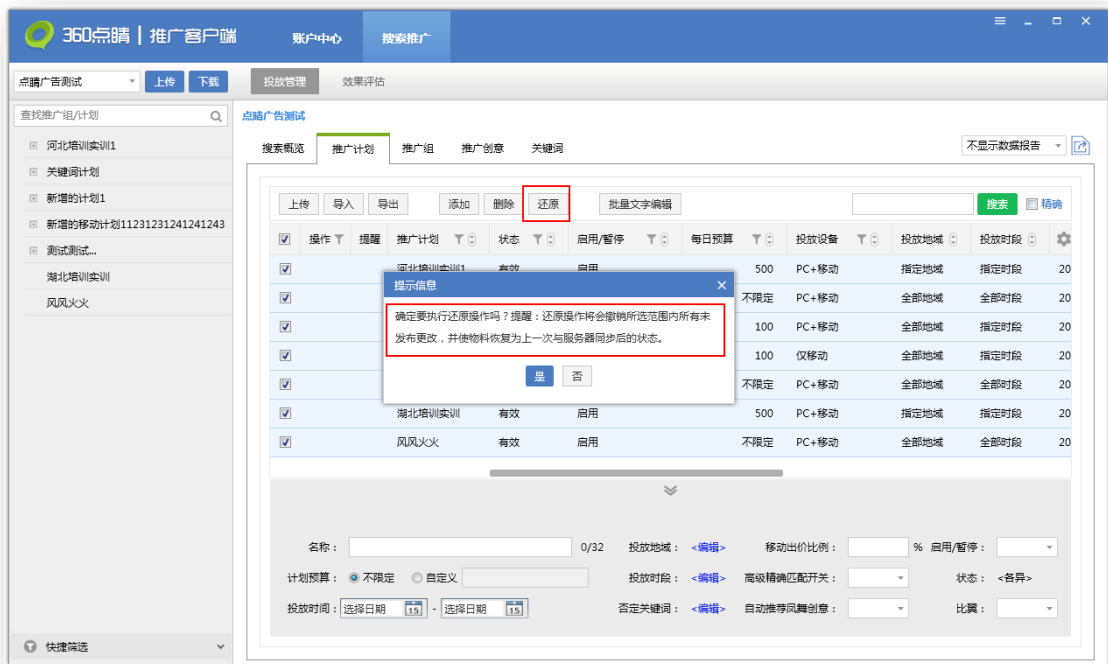 360点睛 | 推广客户端
账户中心
搜索推广
点睛广告测试
上传
下载
投放管理
效果评估
查找推广组/计划
河北培训实训1
关键词计划
新增的计划1
新增的移动计划11231231241241243
测试测试...
湖北培训实训
风风火火
快捷筛选
点睛广告测试
搜索概览
推广计划
推广组
推广创意
关键词
不显示数据报告
上传
导入
导出
添加
删除
还原
批量文字编辑
搜索
精确
操作 提醒 推广计划 状态 启用/暂停 每日预算 投放设备 投放地域 投放时段
河北培训实训1 有效 启用 500 PC+移动 指定地域 指定时段 20
不限定 PC+移动 全部地域 全部时段 20
100 PC+移动 全部地域 指定时段 20
100 仅移动 全部地域 指定时段 20
不限定 PC+移动 全部地域 全部时段 20
湖北培训实训 有效 启用 500 PC+移动 指定地域 指定时段 20
风风火火 有效 启用 不限定 PC+移动 全部地域 全部时段 20
提示信息
确定要执行还原操作吗？提醒：还原操作将会撤销所选范围内所有未
发布更改，并使物料恢复为上一次与服务器同步后的状态。
是
否
名称： 0/32 投放地域： <编辑> 移动出价比例： % 启用/暂停：
计划预算： 不限定 自定义 投放时段： <编辑> 高级精确匹配开关： 状态： <各异>
投放时间： 选择日期 15 - 选择日期 15 否定关键词： <编辑> 自动推荐凤舞创意： 比翼：